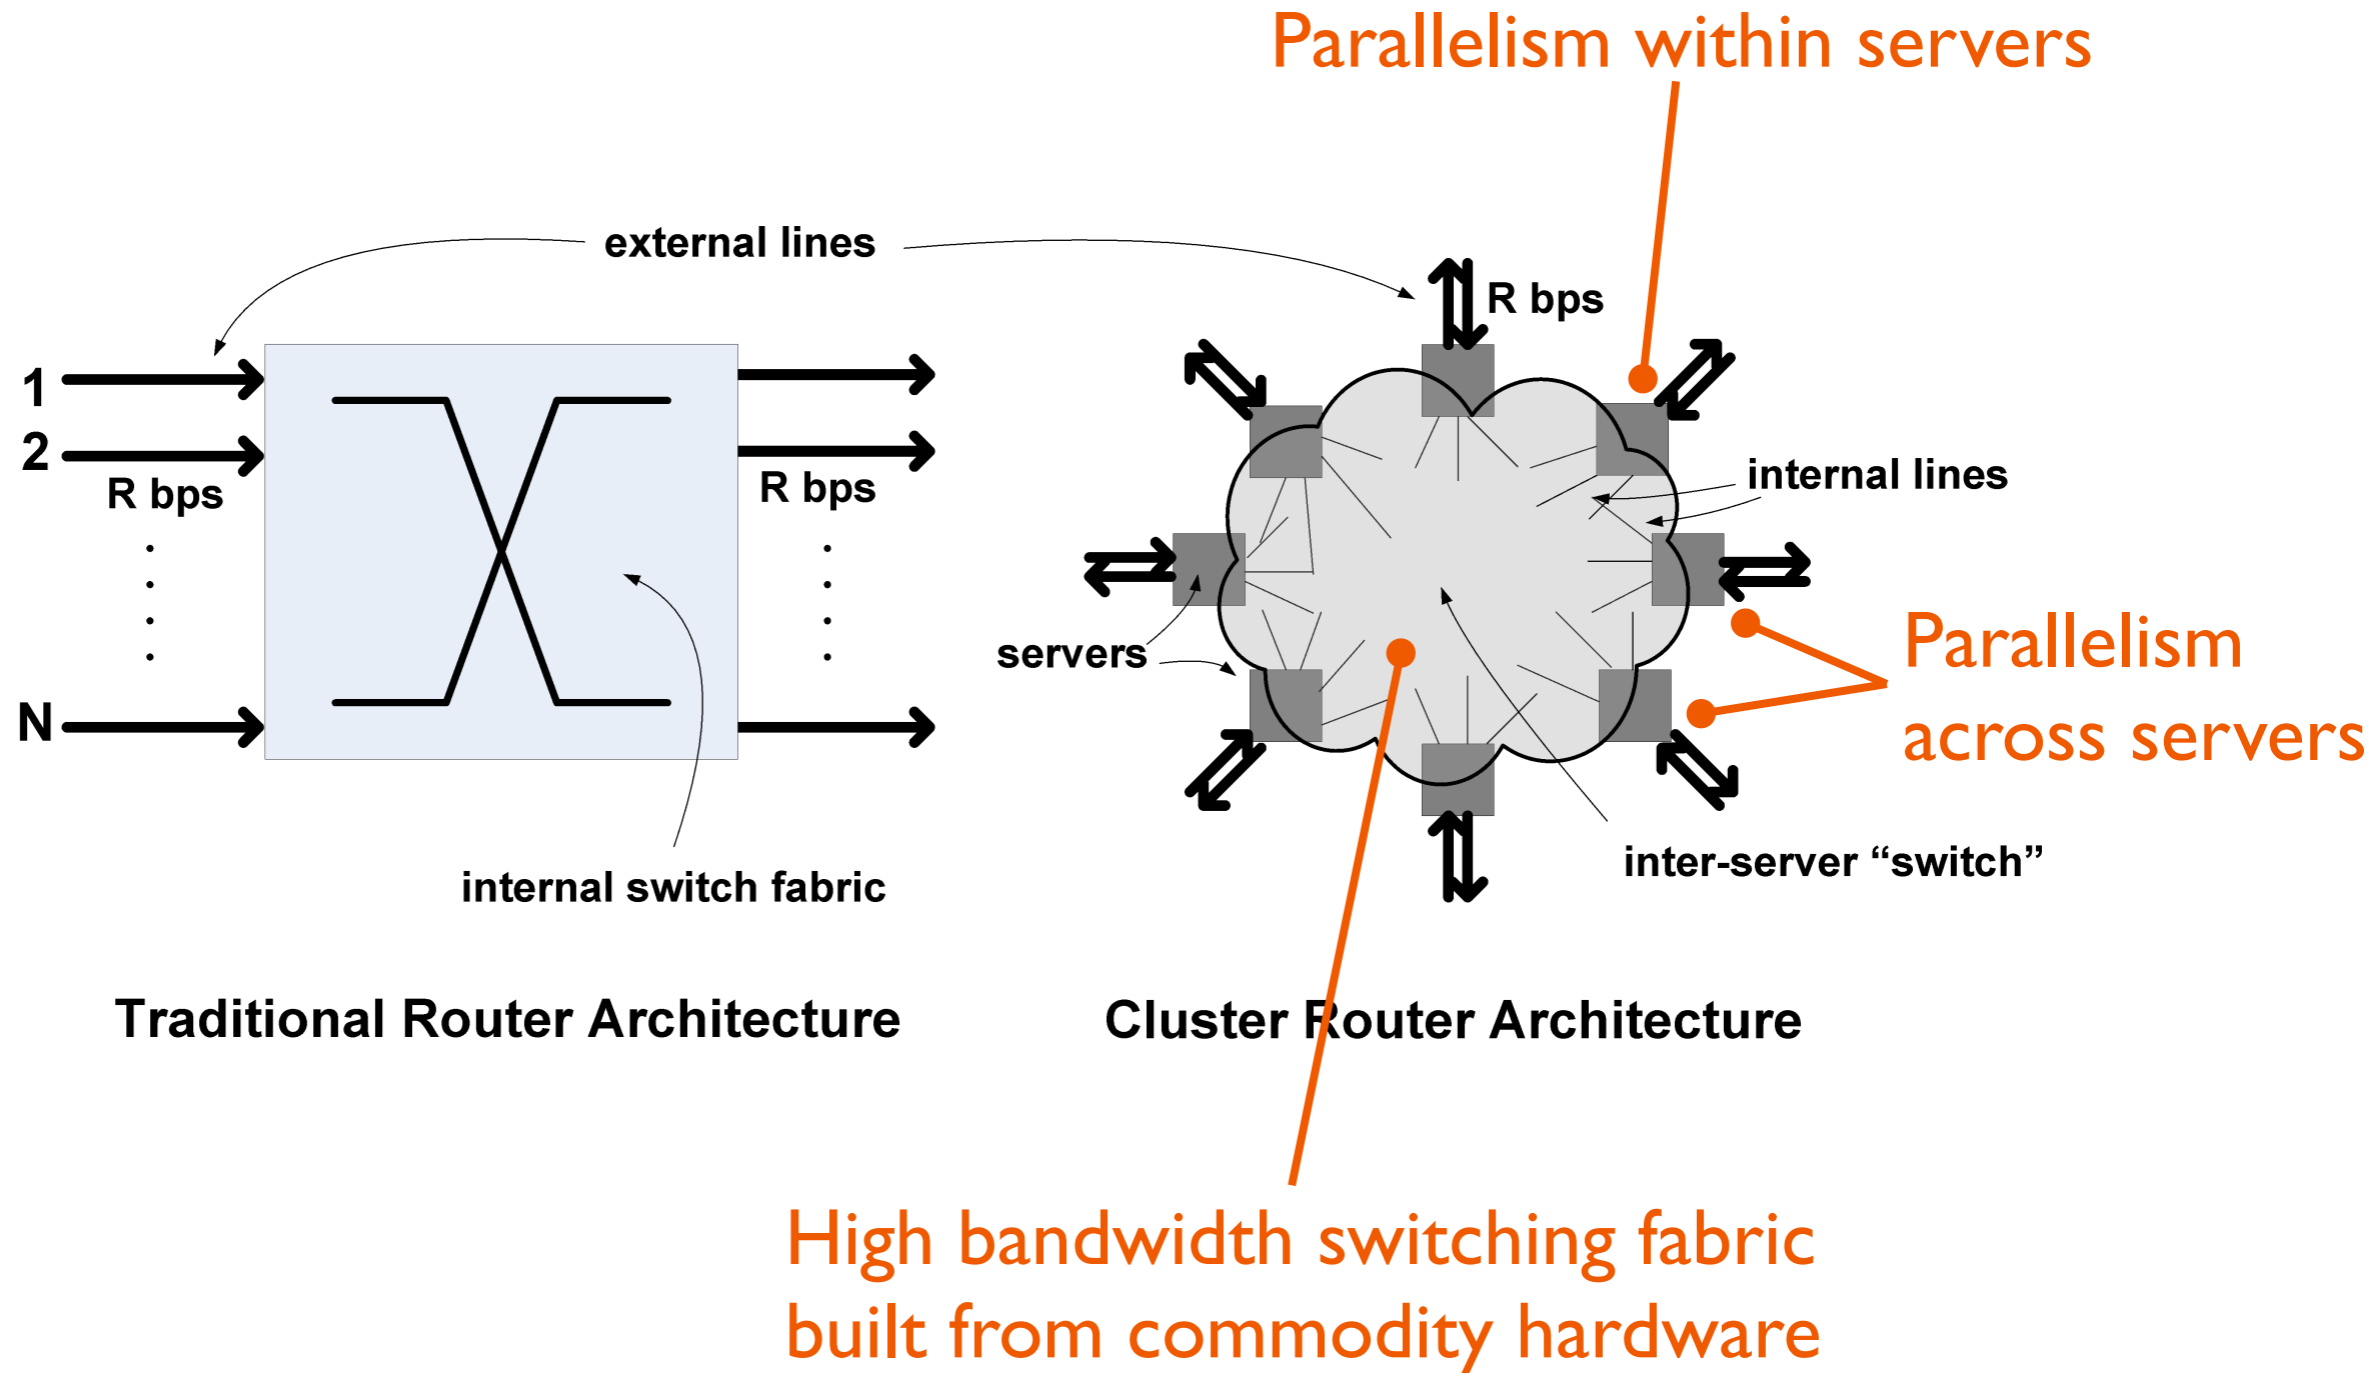 Parallelism within servers
external lines
R bps
1
2
R bps
R bps
internal lines
servers
Parallelism
across servers
N
inter-server “switch”
internal switch fabric
Traditional Router Architecture
Cluster Router Architecture
High bandwidth switching fabric
built from commodity hardware